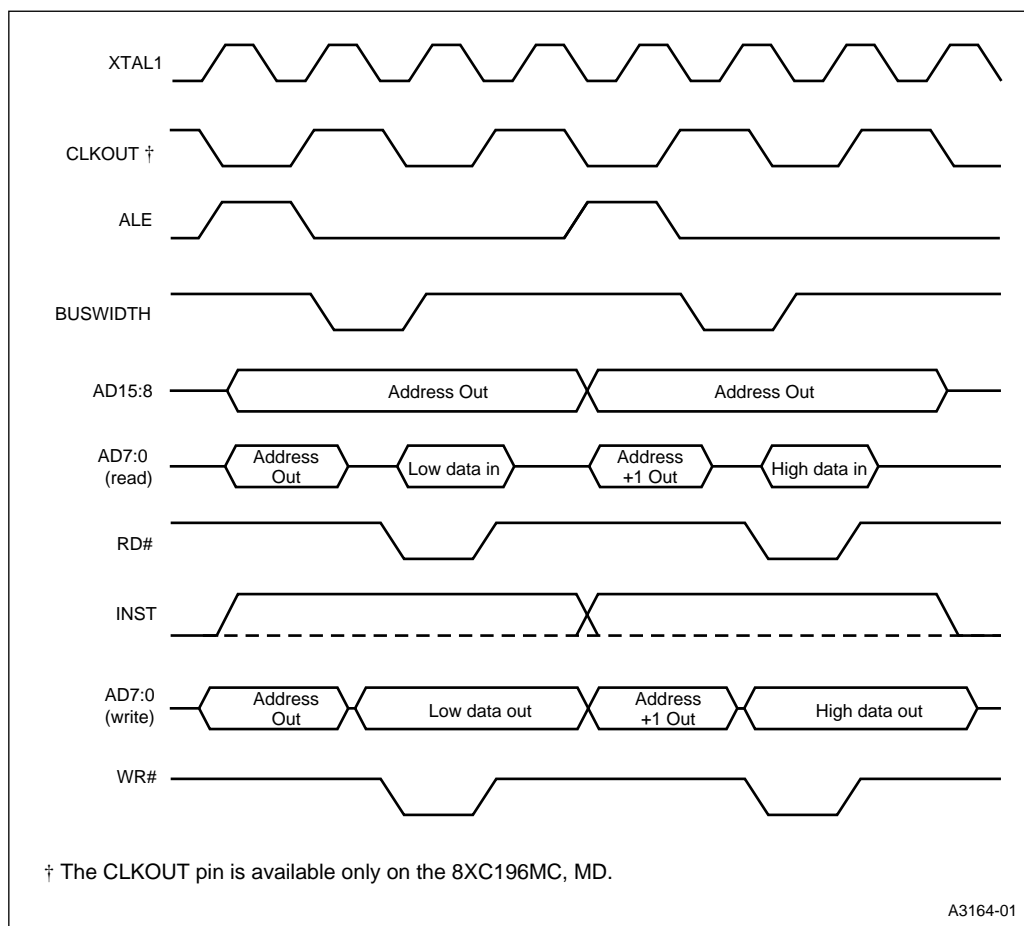 XTAL1
CLKOUT †
ALE
BUSWIDTH
AD15:8
Address Out
Address Out
AD7:0
(read)
Address
Out
Low data in
Address
+1 Out
High data in
RD#
INST
AD7:0
(write)
Address
Out
Low data out
Address
+1 Out
High data out
WR#
† The CLKOUT pin is available only on the 8XC196MC, MD.
A3164-01